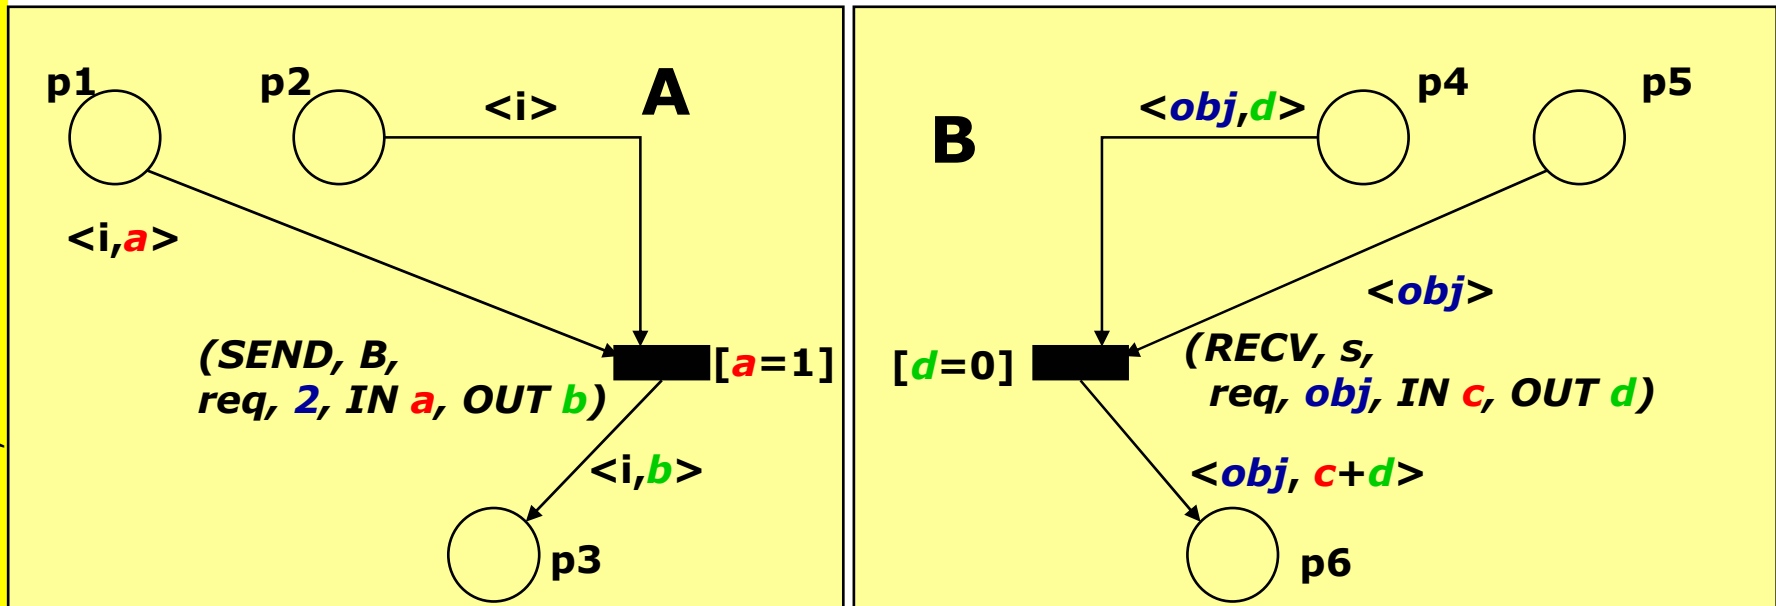 p1
p2
<i>
A
<i,a>
(SEND, B,
req, 2, IN a, OUT b)
[a=1]
<i,b>
p3
<obj,d>
p4
p5
B
<obj>
[d=0]
(RECV, s,
req, obj, IN c, OUT d)
<obj, c+d>
p6